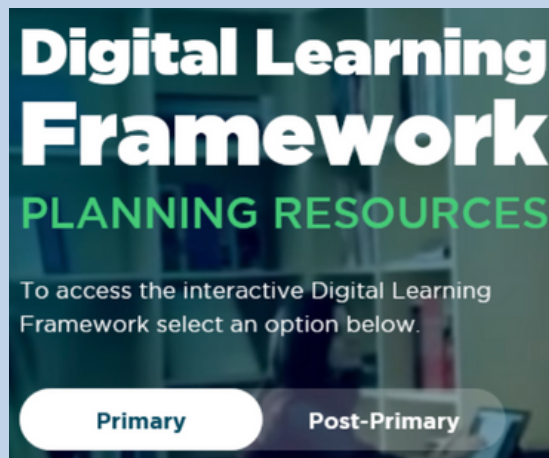 Digital Learning
Framework
PLANNING RESOURCES
To access the interactive Digital Learning
Framework select an option below.
Primary
Post-Primary